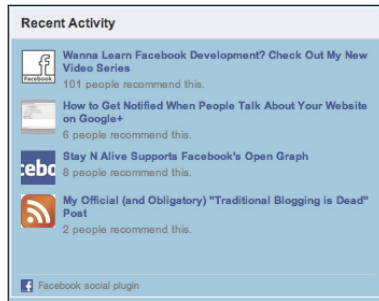 Recent Activity
Wanna Learn Facebook Development? Check Out My New
Video Series
f
Facebook
101 people recommend this.
How to Get Notified When People Talk About Your Website
on Google+
6 people recommend this.
Stay N Alive Supports Facebook's Open Graph
cebo
8 people recommend this.
My Official (and Obligatory) "Traditional Blogging is Dead"
Post
2 people recommend this.
f Facebook social plugin